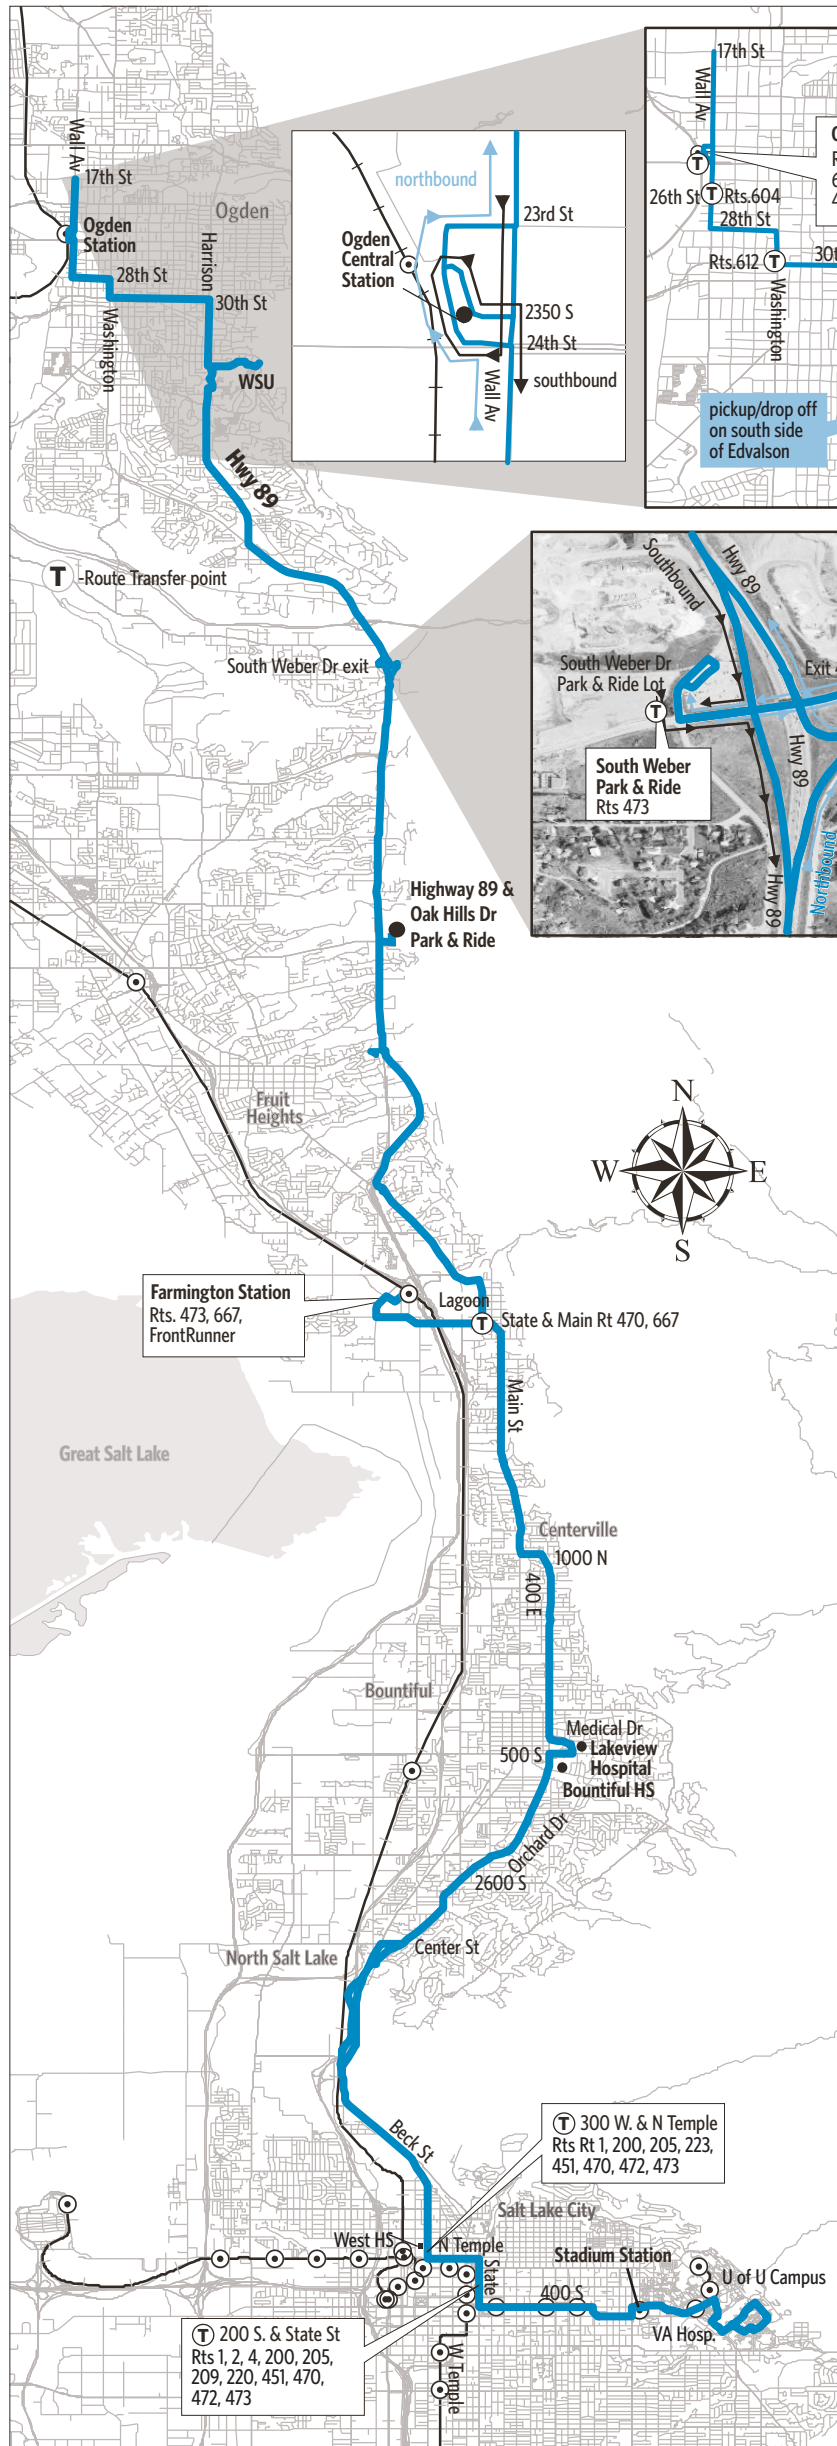 Wall Av
17th St
Ogden
Ogden
Station
Harrison
28th St
30th St
Washington
WSU
Hwy 89
northbound
23rd St
Ogden
Central
Station
2350 S
24th St
Wall Av
southbound
17th St
Wall Av
26th St
Rts.604
28th St
Rts.612
T
T
T
30th
Washington
pickup/drop off
on south side
of Edvalson
T -Route Transfer point
South Weber Dr exit
Southbound
Hwy 89
South Weber Dr
Park & Ride Lot
Exit
T
Hwy 89
South Weber
Park & Ride
Rts 473
Hwy 89
Northbound
Highway 89 &
Oak Hills Dr
Park & Ride
Fruit
Heights
N
W
E
S
Farmington Station
Rts. 473, 667,
FrontRunner
Lagoon
T State & Main Rt 470, 667
Main St
Great Salt Lake
Centerville
1000 N
400 E
Bountiful
Medical Dr
500 S
Lakeview
Hospital
Bountiful HS
Orchard Dr
2600 S
Center St
North Salt Lake
Beck St
T 300 W. & N Temple
Rts Rt 1, 200, 205, 223,
451, 470, 472, 473
Salt Lake City
West HS
N Temple
State
Stadium Station
400 S
U of U Campus
VA Hosp.
T 200 S. & State St
Rts 1, 2, 4, 200, 205,
209, 220, 451, 470,
472, 473
W Temple